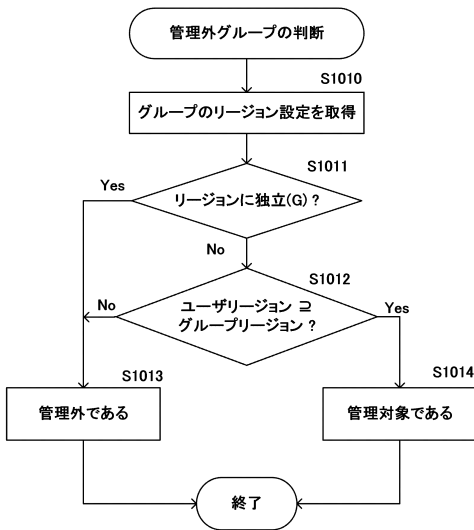 管理外グループの判断
S1010
グループのリージョン設定を取得
S1011
Yes
リージョンに独立(G) ?
No
S1012
No
ユーザリージョン ⊇
グループリージョン ?
Yes
S1013
S1014
管理外である
管理対象である
終了